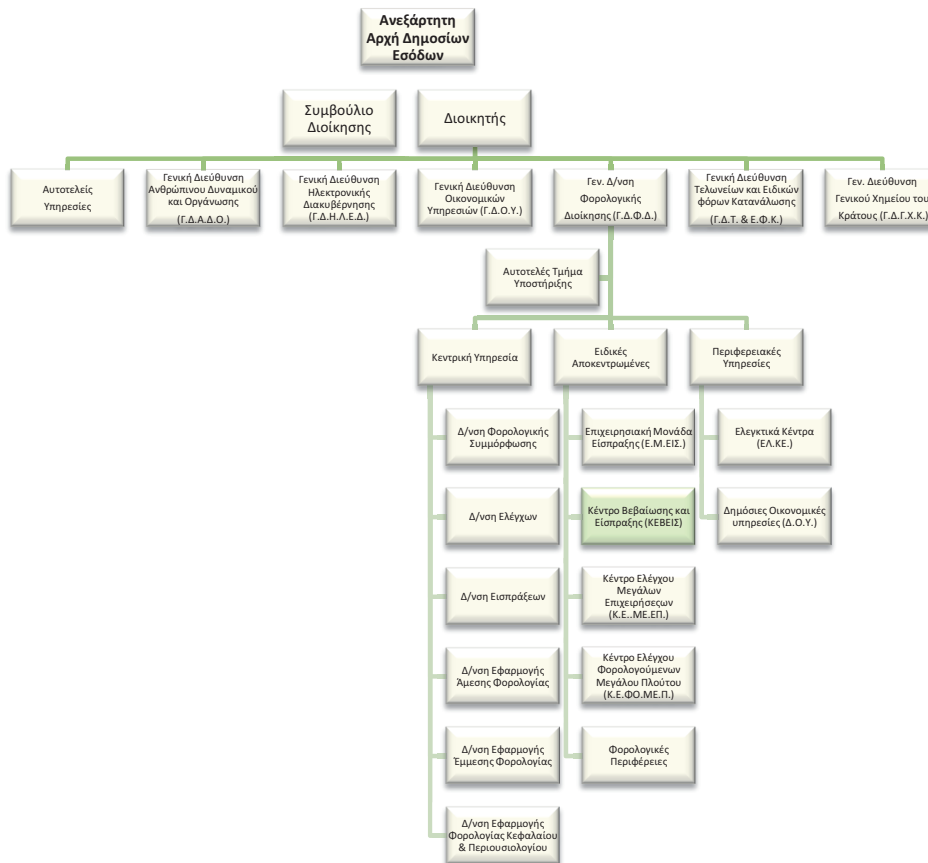 Ανεξάρτητη
Αρχή Δημοσίων
Εσόδων
Συμβούλιο
Διοίκησης
Διοικητής
Αυτοτελείς
Υπηρεσίες
Γενική Διεύθυνση
Ανθρώπινου Δυναμικού
και Οργάνωσης
(Γ.Δ.Α.Δ.Ο.)
Γενική Διεύθυνση
Ηλεκτρονικής
Διακυβέρνησης
(Γ.Δ.Η.Λ.Ε.Δ.)
Γενική Διεύθυνση
Οικονομικών
Υπηρεσιών (Γ.Δ.Ο.Υ.)
Γεν. Δ/νση
Φορολογικής
Διοίκησης (Γ.Δ.Φ.Δ.)
Γενική Διεύθυνση
Τελωνείων και Ειδικών
φόρων Κατανάλωσης
(Γ.Δ.Τ. & Ε.Φ.Κ.)
Γεν. Διεύθυνση
Γενικού Χημείου του
Κράτους (Γ.Δ.Γ.Χ.Κ.)
Αυτοτελές Τμήμα
Υποστήριξης
Κεντρική Υπηρεσία
Ειδικές
Αποκεντρωμένες
Περιφερειακές
Υπηρεσίες
Δ/νση Φορολογικής
Συμμόρφωσης
Δ/νση Ελέγχων
Δ/νση Εισπράξεων
Δ/νση Εφαρμογής
Άμεσης Φορολογίας
Δ/νση Εφαρμογής
Έμμεσης Φορολογίας
Δ/νση Εφαρμογής
Φορολογίας Κεφαλαίου
& Περιουσιολογίου
Επιχειρησιακή Μονάδα
Είσπραξης (Ε.Μ.ΕΙΣ.)
Κέντρο Βεβαίωσης και
Είσπραξης (ΚΕΒΕΙΣ)
Κέντρο Ελέγχου
Μεγάλων
Επιχειρήσεςων
(Κ.Ε..ΜΕ.ΕΠ.)
Κέντρο Ελέγχου
Φορολογούμενων
Μεγάλου Πλούτου
(Κ.Ε.ΦΟ.ΜΕ.Π.)
Φορολογικές
Περιφέρειες
Ελεγκτικά Κέντρα
(ΕΛ.ΚΕ.)
Δημόσιες Οικονομικές
υπηρεσίες (Δ.Ο.Υ.)